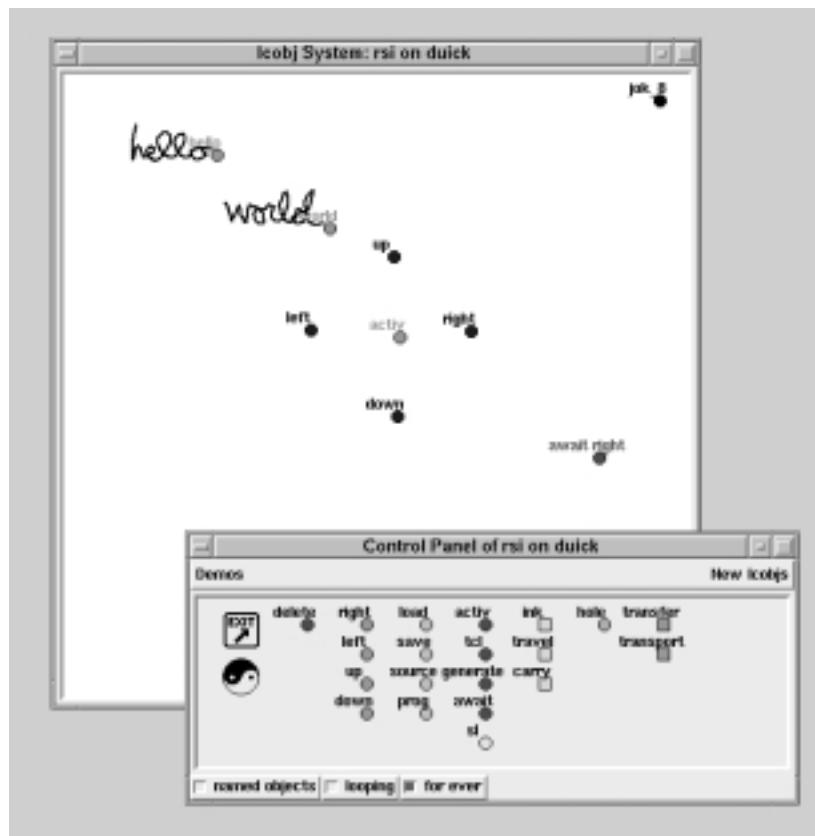 Icobj System: rsi on duick
hello
world
up
left activ right
down
await right
Control Panel of rsi on duick
Demos New Icobjs
EXIT delete right load activ ink hole transfer
left save tcl travel transport
up source generate carry
down prog await
named objects looping for ever